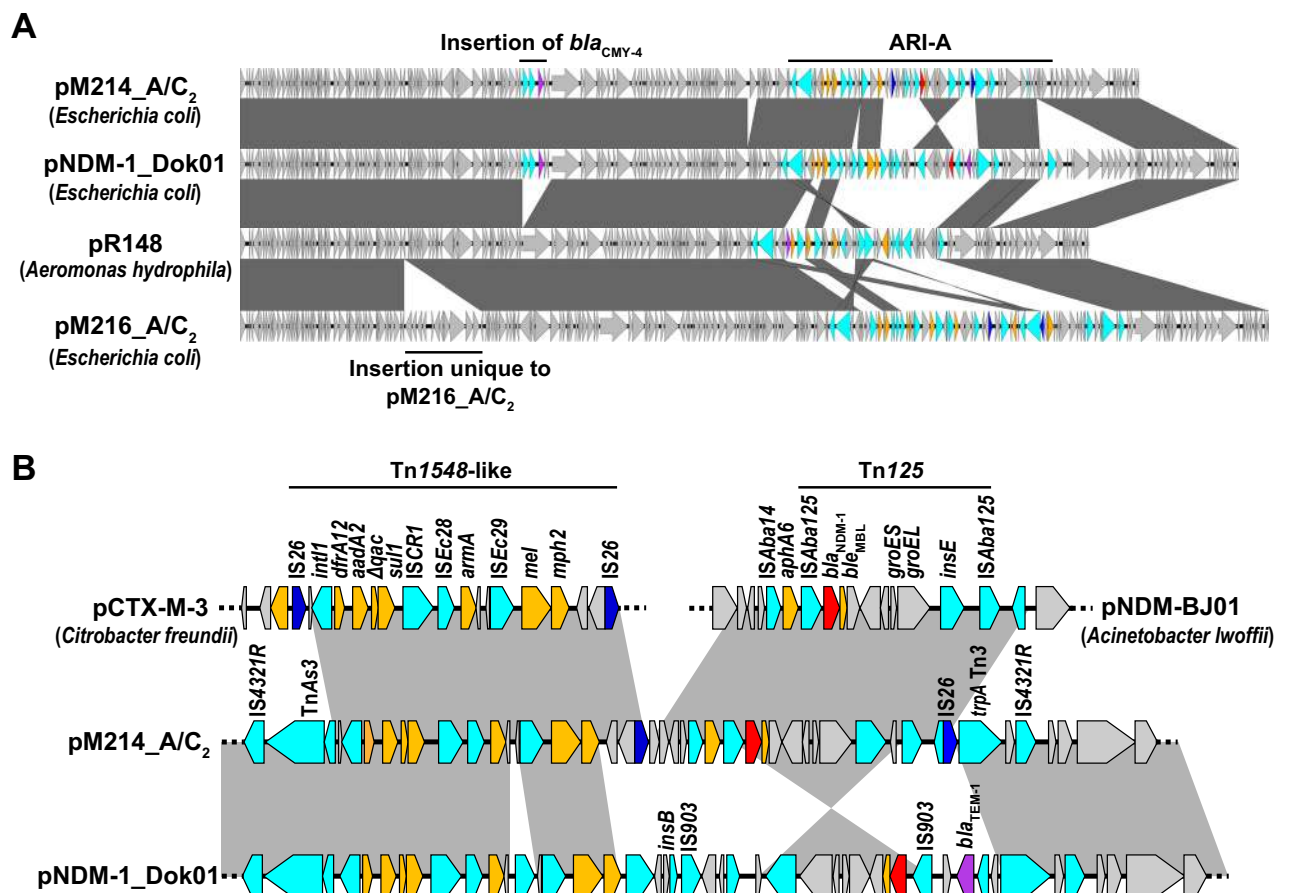 A
Insertion of blaCMY-4
ARI-A
pM214_A/C2
(Escherichia coli)
pNDM-1_Dok01
(Escherichia coli)
pR148
(Aeromonas hydrophila)
pM216_A/C2
(Escherichia coli)
Insertion unique to
pM216_A/C2
B
Tn1548-like
Tn125
IS26
intI1
dfrA12
aadA2
Δqac
sul1
ISCR1
ISEc28
armA
ISEc29
mel
mph2
IS26
ISAba14
aphA6
ISAba125
blaNDM-1
bleMBL
groES
groEL
insE
ISAba125
pCTX-M-3
(Citrobacter freundii)
pNDM-BJ01
(Acinetobacter lwoffii)
IS4321R
TnAs3
IS26
trpA Tn3
IS4321R
pM214_A/C2
insB
IS903
IS903
blaTEM-1
pNDM-1_Dok01